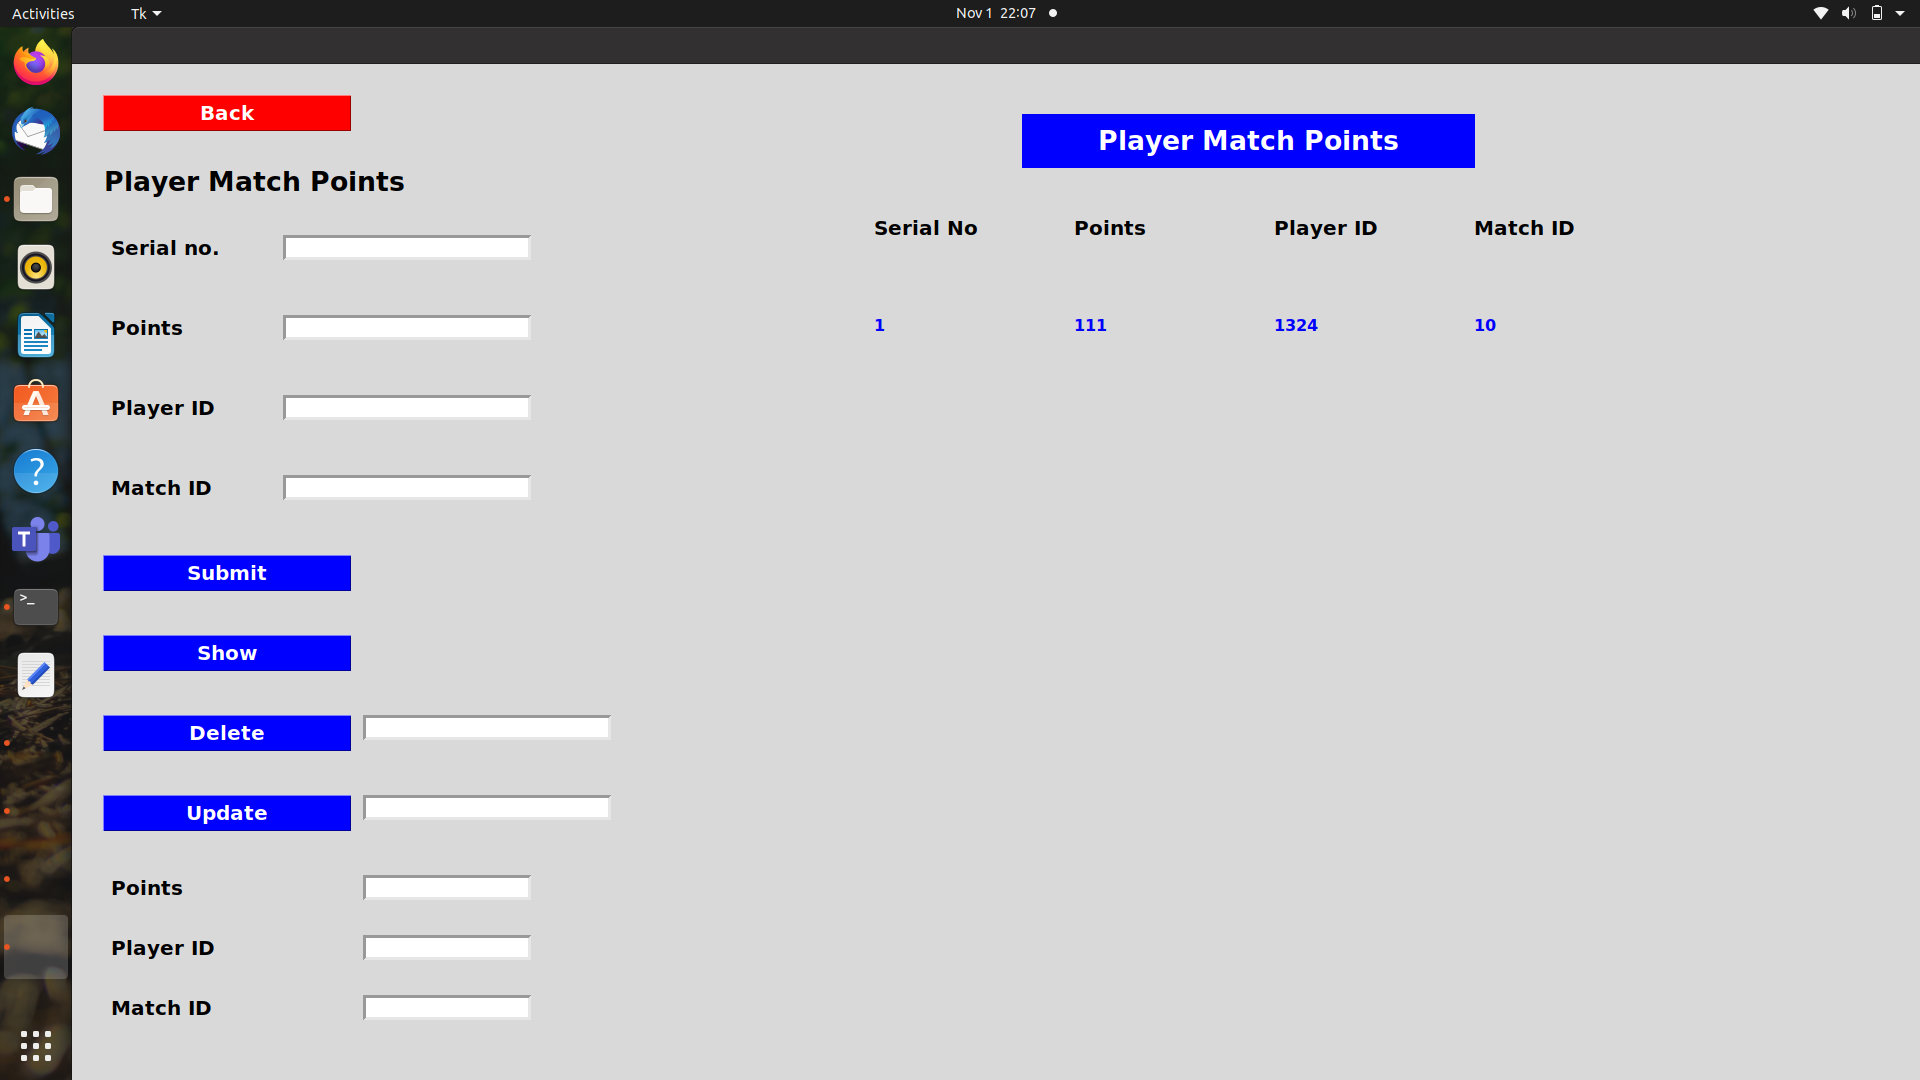 Activities
Tk
Nov 1 22:07
Back
Player Match Points
Serial no.
Points
Player ID
Match ID
Submit
Show
Delete
Update
Points
Player ID
Match ID
Player Match Points
Serial No Points Player ID Match ID
1 111 1324 10
?
T
>_